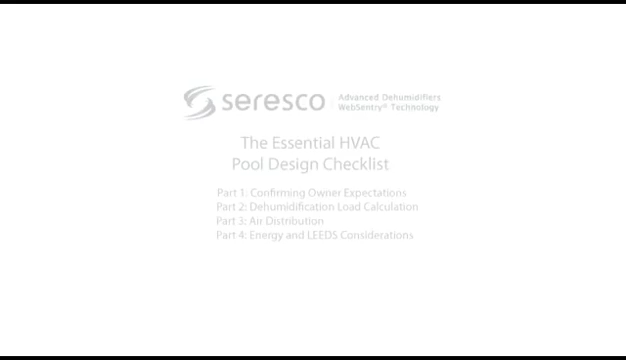 seresco
Advanced Dehumidifiers
WebSentry® Technology
The Essential HVAC
Pool Design Checklist
Part 1. Confirming Owner Expectations
Part 2: Dehumidification Load Calculation
Part 3: Air Distribution
Part 4: Energy and LEEDS Considerations